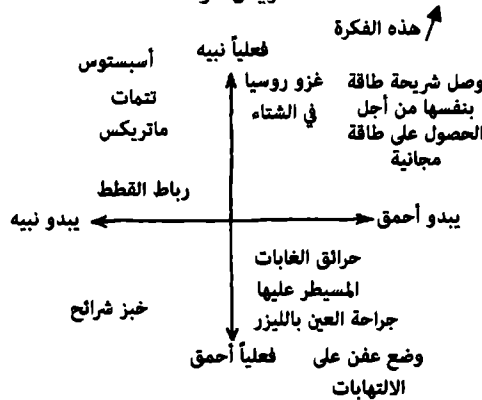 هذه الفكرة
فعلياً نبيه
أسبستوس
تتمات
ماتريكس
غزو روسيا
في الشتاء
وصل شريحة طاقة
بنفسها من أجل
الحصول على طاقة
مجانية
رباط القطط
يبدو أحمق
يبدو نبيه
حرائق الغابات
المسيطر عليها
جراحة العين بالليزر
خبز شرائح
فعلياً أحمق
وضع عفن على
الالتهابات